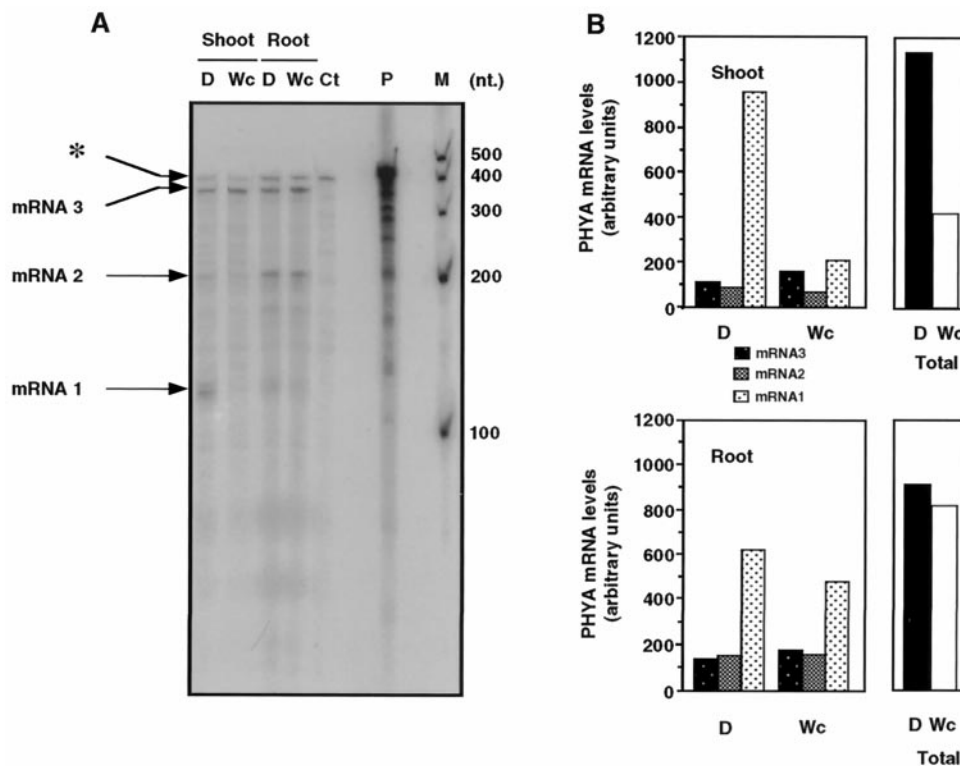 A
Shoot Root
D Wc D Wc Ct P M (nt.)
*
mRNA 3
mRNA 2
mRNA 1
500
400
300
200
100
B
PHYA mRNA levels
(arbitrary units)
1200
1000
800
600
400
200
0
Shoot
D Wc
D Wc
Total
mRNA3
mRNA2
mRNA1
PHYA mRNA levels
(arbitrary units)
1200
1000
800
600
400
200
0
Root
D Wc
D Wc
Total